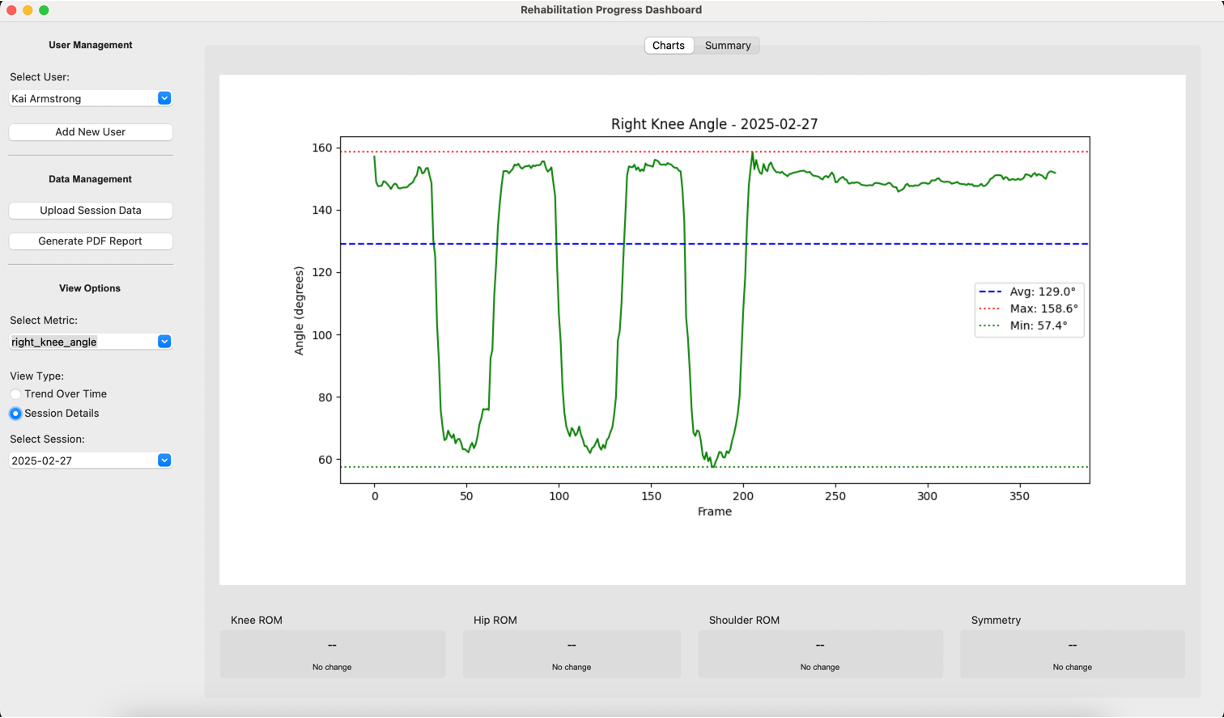 Rehabilitation Progress Dashboard
User Management
Select User:
Kai Armstrong
Add New User
Data Management
Upload Session Data
Generate PDF Report
View Options
Select Metric:
right_knee_angle
View Type:
Trend Over Time
Session Details
Select Session:
2025-02-27
Charts
Summary
Right Knee Angle - 2025-02-27
Angle (degrees)
160
140
120
100
80
60
0
50
100
150
200
250
300
350
Frame
Avg: 129.0°
Max: 158.6°
Min: 57.4°
Knee ROM
--
No change
Hip ROM
--
No change
Shoulder ROM
--
No change
Symmetry
--
No change